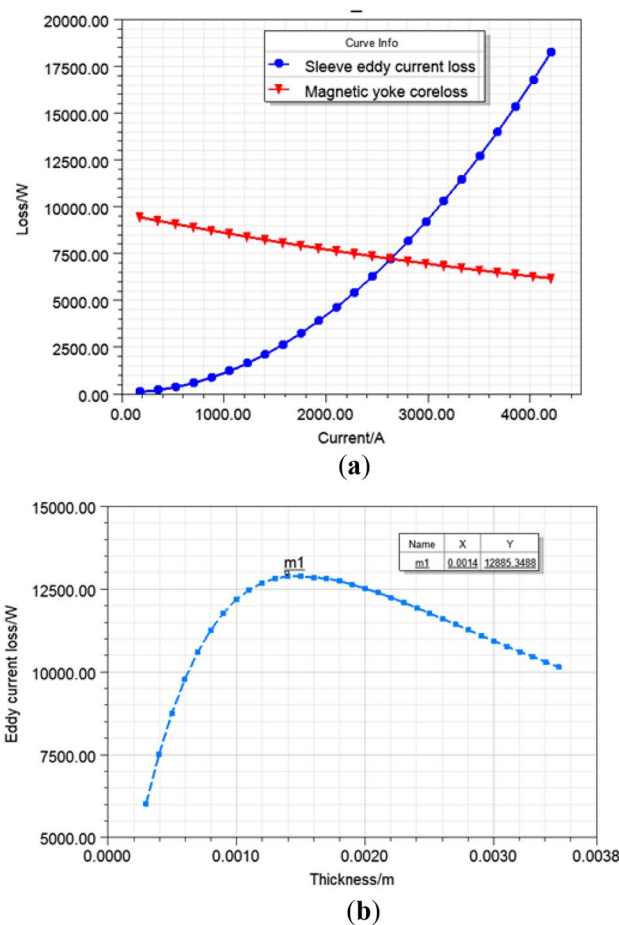 20000.00
17500.00
15000.00
12500.00
10000.00
7500.00
5000.00
2500.00
0.00
Loss/W
Curve Info
Sleeve eddy current loss
Magnetic yoke coreloss
0.00 1000.00 2000.00 3000.00 4000.00
Current/A
(a)
15000.00
12500.00
10000.00
7500.00
5000.00
Eddy current loss/W
m1
Name X Y
m1 0.0014 12885.3488
0.0000 0.0010 0.0020 0.0030 0.0038
Thickness/m
(b)